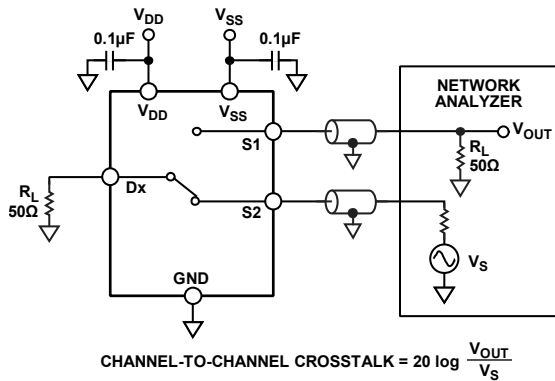 VDD
VSS
0.1µF
0.1µF
VDD
VSS
NETWORK
ANALYZER
S1
VOUT
RL
50Ω
Dx
RL
50Ω
S2
VS
GND
CHANNEL-TO-CHANNEL CROSSTALK = 20 log VOUT
VS